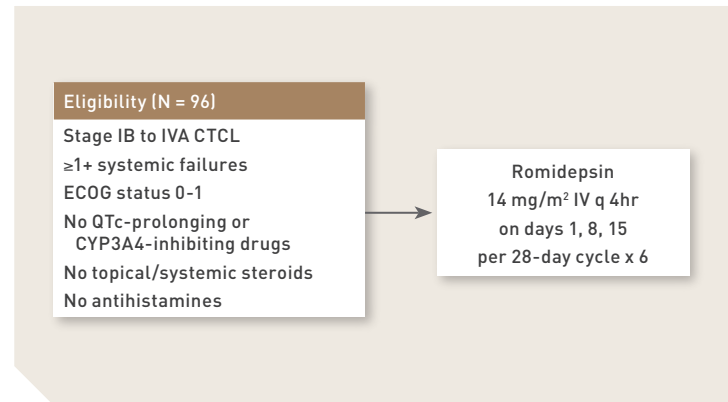 Eligibility (N = 96)
Stage IB to IVA CTCL
≥1+ systemic failures
ECOG status 0-1
No QTc-prolonging or
CYP3A4-inhibiting drugs
No topical/systemic steroids
No antihistamines
Romidepsin
14 mg/m² IV q 4hr
on days 1, 8, 15
per 28-day cycle x 6